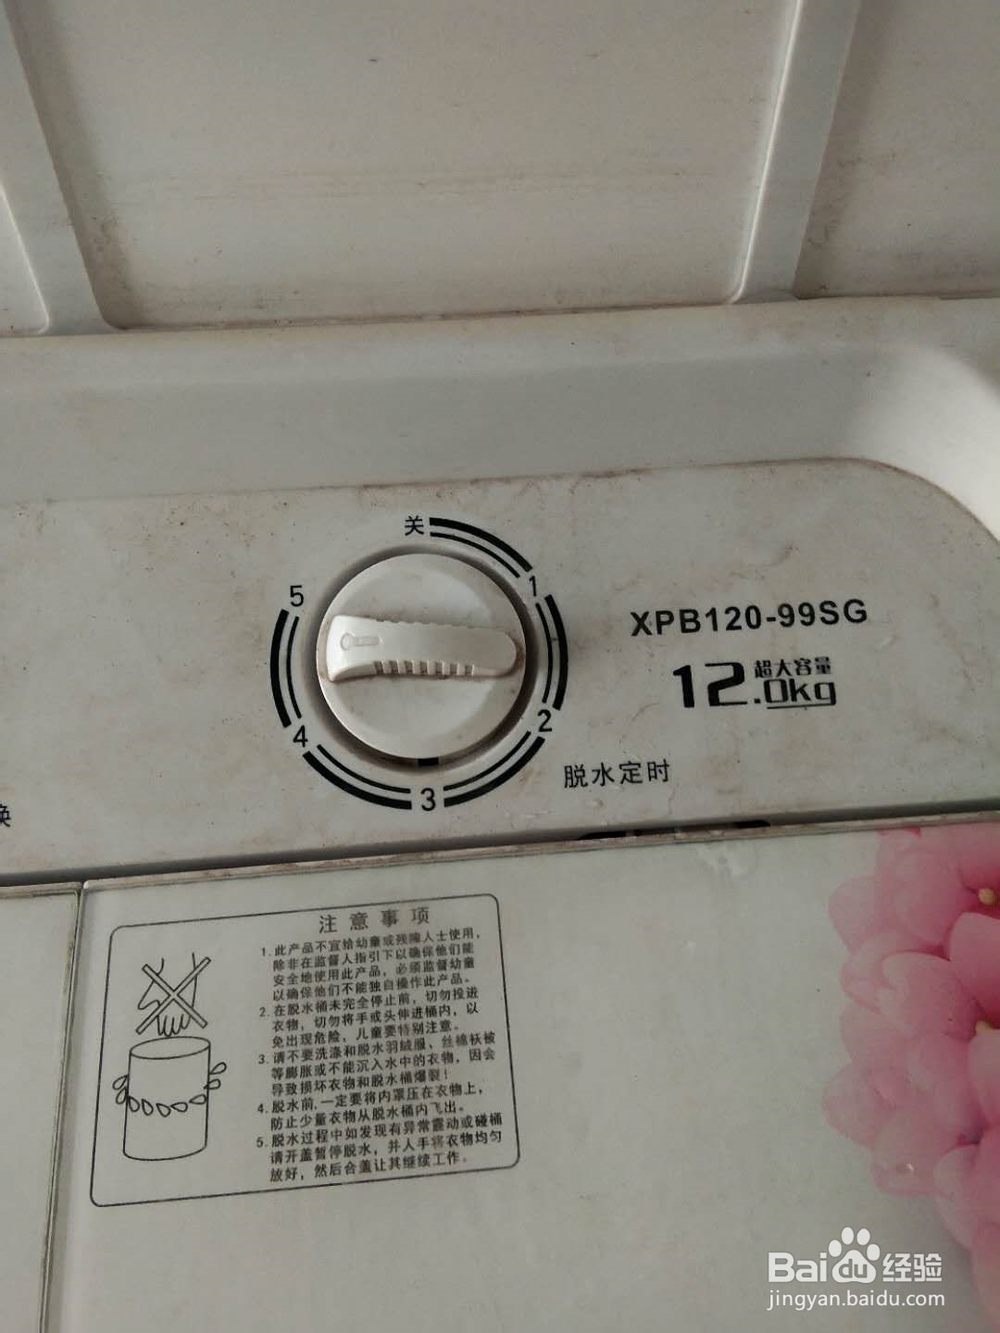 关
1
5
XPB120-99SG
12.0kg
超大容量
2
4
脱水定时
3
换
注意事项
1. 此产品不宜给幼童或残障人士使用，
除非在监督人指引下以确保他们能
安全地使用此产品，必须监督幼童
以确保他们不能独自操作此产品。
2. 在脱水桶未完全停止前，切勿投进
衣物，切勿将手或头伸进桶内，以
免出现危险，儿童要特别注意。
3. 请不要洗涤和脱水羽绒服、丝棉袄被
等膨胀或不能沉入水中的衣物，因会
导致损坏衣物和脱水桶爆裂！
4. 脱水前，一定要将内罩压在衣物上，
防止少量衣物从脱水桶内飞出。
5. 脱水过程中如发现有异常震动或碰桶
请开盖暂停脱水，并人手将衣物均匀
放好，然后合盖让其继续工作。
Baidu经验
jingyan.baidu.com